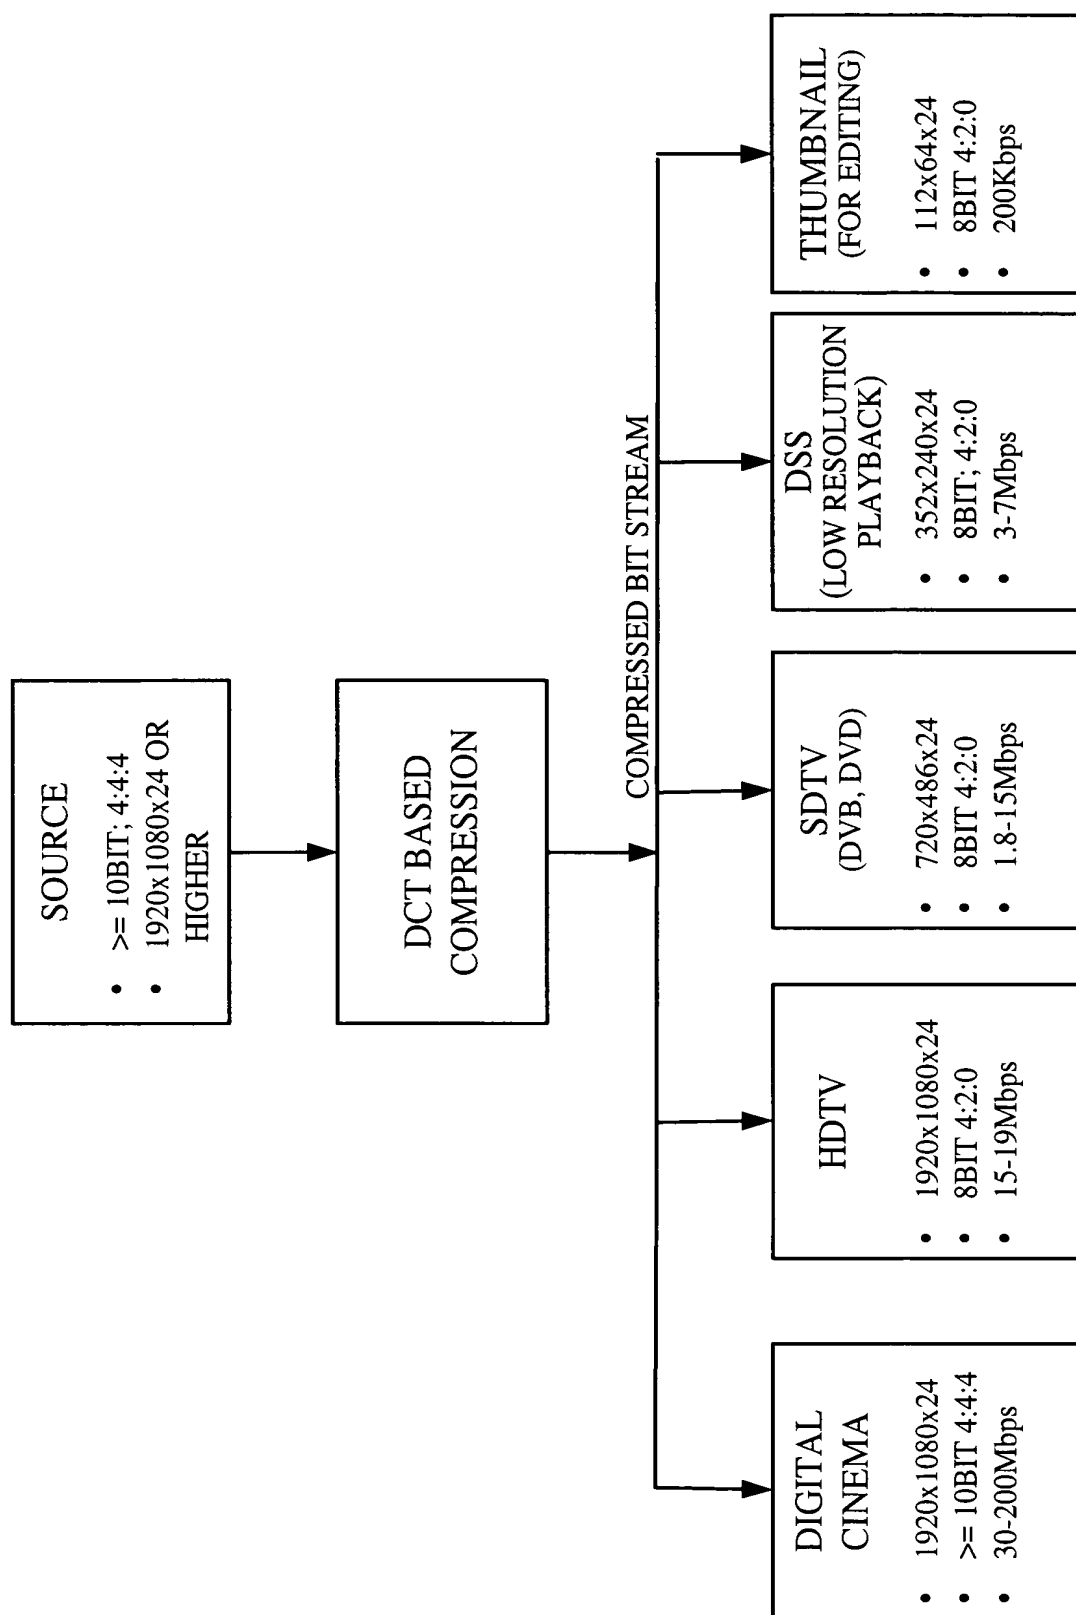 SOURCE
• >= 10BIT; 4:4:4
• 1920x1080x24 OR
HIGHER
DCT BASED
COMPRESSION
COMPRESSED BIT STREAM
DIGITAL
CINEMA
• 1920x1080x24
• >= 10BIT 4:4:4
• 30-200Mbps
HDTV
• 1920x1080x24
• 8BIT 4:2:0
• 15-19Mbps
SDTV
(DVB, DVD)
• 720x486x24
• 8BIT 4:2:0
• 1.8-15Mbps
DSS
(LOW RESOLUTION
PLAYBACK)
• 352x240x24
• 8BIT; 4:2:0
• 3-7Mbps
THUMBNAIL
(FOR EDITING)
• 112x64x24
• 8BIT 4:2:0
• 200Kbps